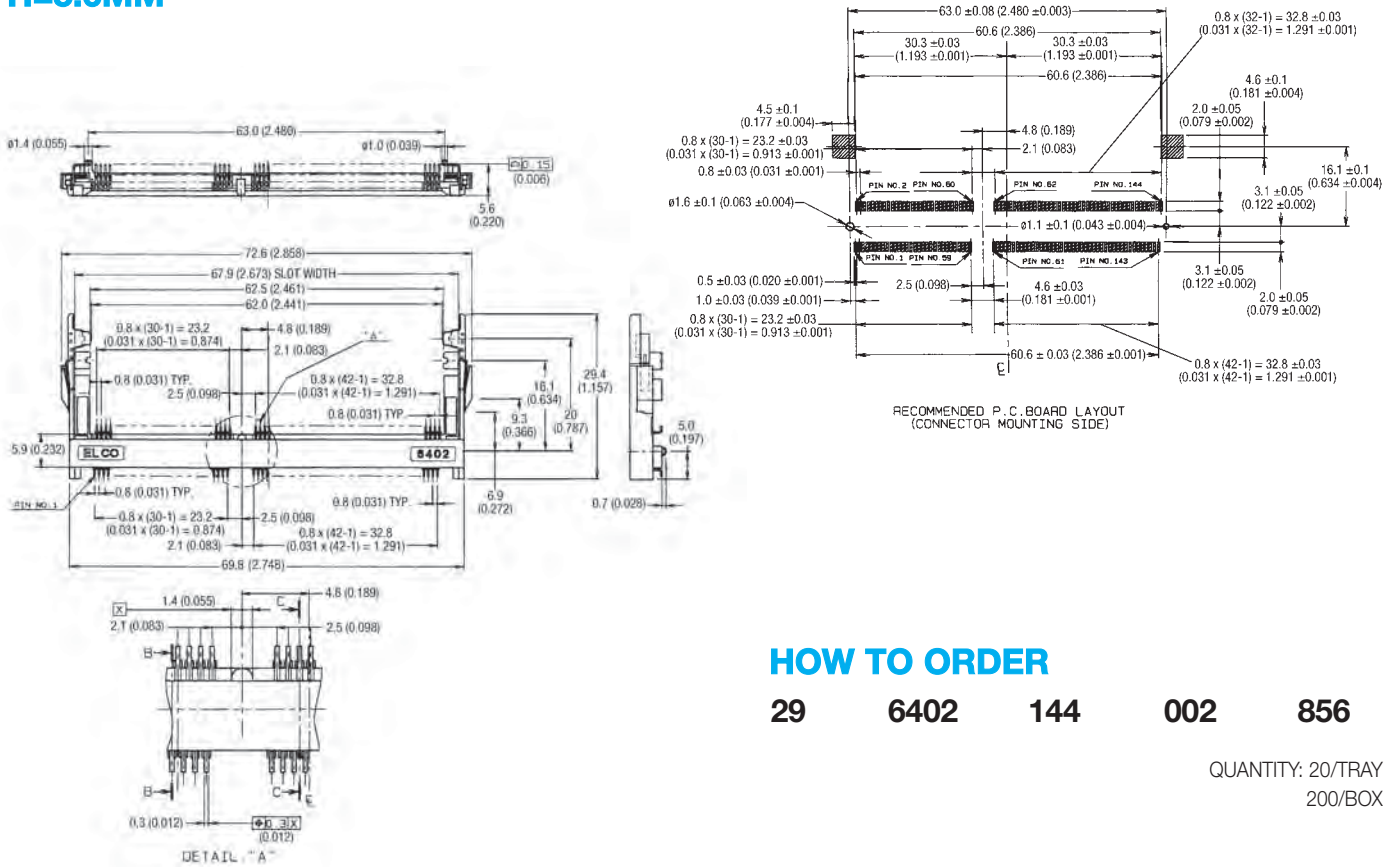 63.0 (2.480)
ø1.4 (0.055)
ø1.0 (0.039)
0.15
(0.006)
5.6
(0.220)
72.6 (2.858)
67.9 (2.673) SLOT WIDTH
62.5 (2.461)
62.0 (2.441)
0.8 x (30-1) = 23.2
(0.031 x (30-1) = 0.874)
4.8 (0.189)
"A"
2.1 (0.083)
0.8 (0.031) TYP.
2.5 (0.098)
0.8 x (42-1) = 32.8
(0.031 x (42-1) = 1.291)
0.8 (0.031) TYP.
16.1
(0.634)
29.4
(1.157)
9.3
(0.366)
20
(0.787)
5.9 (0.232)
ELCO
6402
5.0
(0.197)
PIN NO.1
0.8 (0.031) TYP.
0.8 (0.031) TYP.
6.9
(0.272)
0.7 (0.028)
0.8 x (30-1) = 23.2
(0.031 x (30-1) = 0.874)
2.5 (0.098)
2.1 (0.083)
0.8 x (42-1) = 32.8
(0.031 x (42-1) = 1.291)
69.8 (2.748)
4.8 (0.189)
X
1.4 (0.055)
C
2.1 (0.083)
2.5 (0.098)
B
B
C
0.3 (0.012)
0.3 X
(0.012)
DETAIL "A"
63.0 ±0.08 (2.480 ±0.003)
0.8 x (32-1) = 32.8 ±0.03
(0.031 x (32-1) = 1.291 ±0.001)
60.6 (2.386)
30.3 ±0.03
(1.193 ±0.001)
30.3 ±0.03
(1.193 ±0.001)
60.6 (2.386)
4.6 ±0.1
(0.181 ±0.004)
4.5 ±0.1
(0.177 ±0.004)
2.0 ±0.05
(0.079 ±0.002)
4.8 (0.189)
0.8 x (30-1) = 23.2 ±0.03
(0.031 x (30-1) = 0.913 ±0.001)
2.1 (0.083)
0.8 ±0.03 (0.031 ±0.001)
16.1 ±0.1
(0.634 ±0.004)
PIN NO.2 PIN NO.60
PIN NO.62 PIN NO.144
3.1 ±0.05
(0.122 ±0.002)
ø1.6 ±0.1 (0.063 ±0.004)
ø1.1 ±0.1 (0.043 ±0.004)
PIN NO.1 PIN NO.59
PIN NO.61 PIN NO.143
3.1 ±0.05
(0.122 ±0.002)
0.5 ±0.03 (0.020 ±0.001)
2.5 (0.098)
4.6 ±0.03
(0.181 ±0.001)
1.0 ±0.03 (0.039 ±0.001)
2.0 ±0.05
(0.079 ±0.002)
0.8 x (30-1) = 23.2 ±0.03
(0.031 x (30-1) = 0.913 ±0.001)
60.6 ± 0.03 (2.386 ±0.001)
0.8 x (42-1) = 32.8 ±0.03
(0.031 x (42-1) = 1.291 ±0.001)
RECOMMENDED P.C.BOARD LAYOUT
(CONNECTOR MOUNTING SIDE)
HOW TO ORDER
29 6402 144 002 856
QUANTITY: 20/TRAY
200/BOX